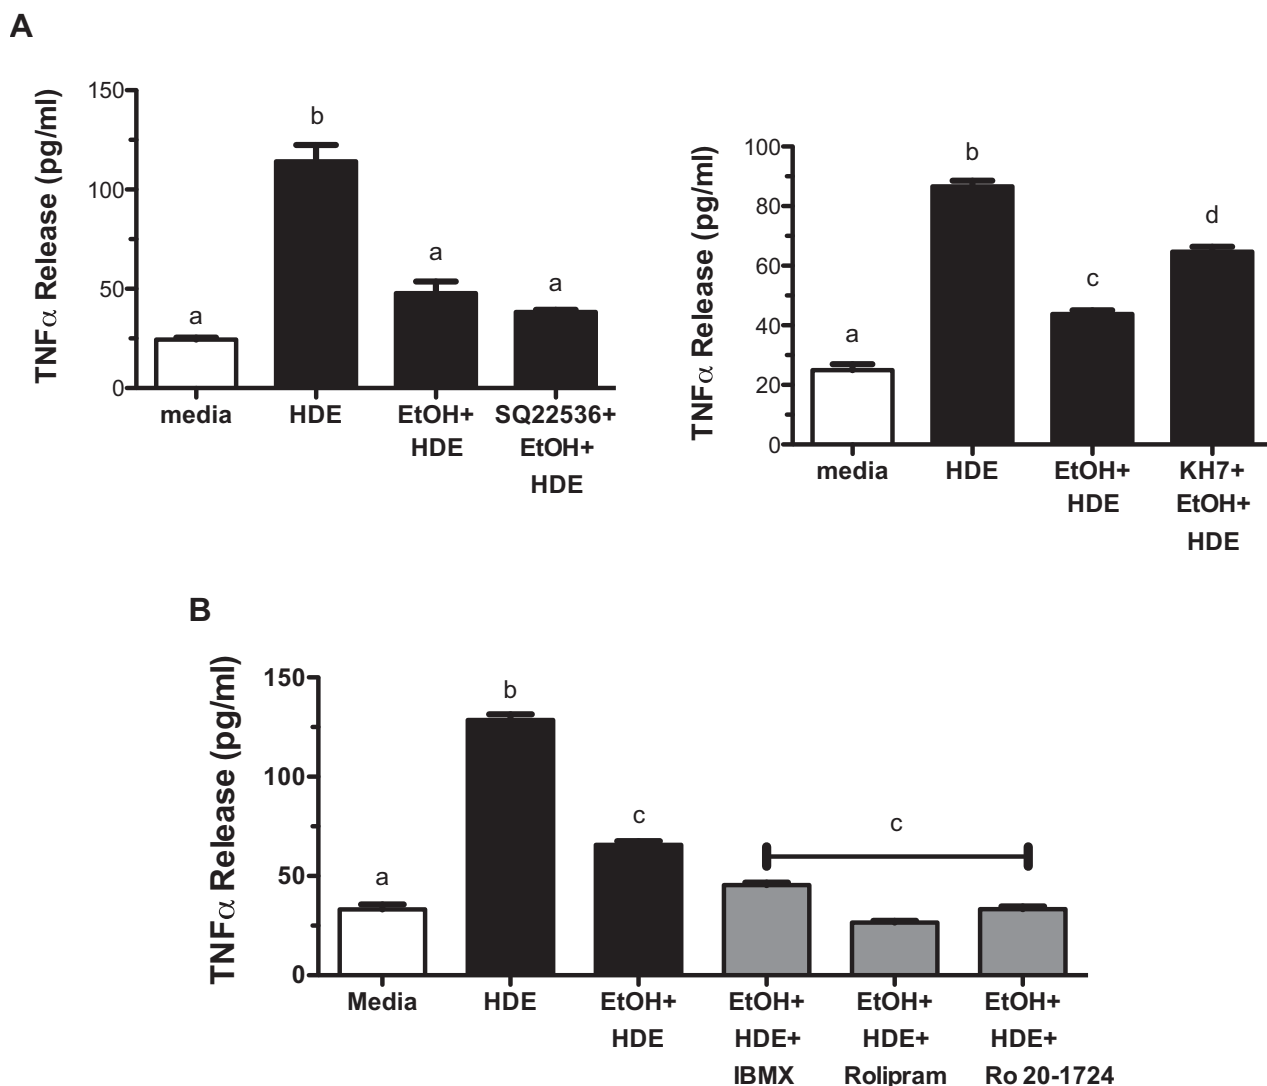 A
TNFα Release (pg/ml)
150
100
50
0
b
a
a
a
media
HDE
EtOH+
HDE
SQ22536+
EtOH+
HDE
TNFα Release (pg/ml)
100
80
60
40
20
0
b
d
c
a
media
HDE
EtOH+
HDE
KH7+
EtOH+
HDE
B
TNFα Release (pg/ml)
150
100
50
0
b
c
c
a
Media
HDE
EtOH+
HDE
EtOH+
HDE+
IBMX
EtOH+
HDE+
Rolipram
EtOH+
HDE+
Ro 20-1724